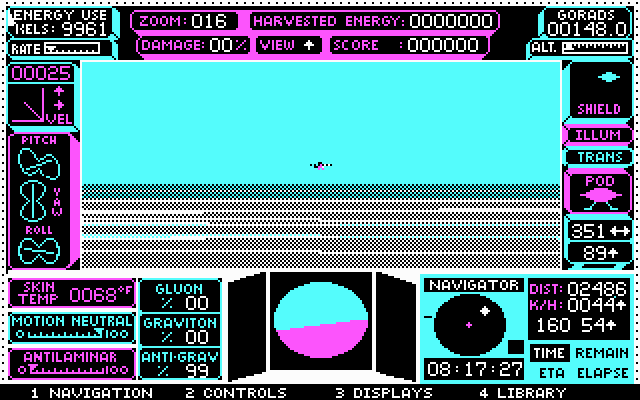 ENERGY USE
KELS: 9961
RATE
ZOOM: 016
HARVESTED ENERGY: 0000000
DAMAGE: 00%
VIEW
SCORE : 000000
GORADS
00148.0
ALT.
00025
VEL
PITCH
YAW
ROLL
SHIELD
ILLUM
TRANS
POD
351
89
SKIN
TEMP 0068°F
MOTION NEUTRAL
0 100
ANTILAMINAR
0 100
GLUON
% 00
GRAVITON
% 00
ANTI-GRAV
% 99
NAVIGATOR
08:17:27
DIST: 02486
K/H: 0044
160 54
TIME REMAIN
ETA ELAPSE
1 NAVIGATION 2 CONTROLS 3 DISPLAYS 4 LIBRARY